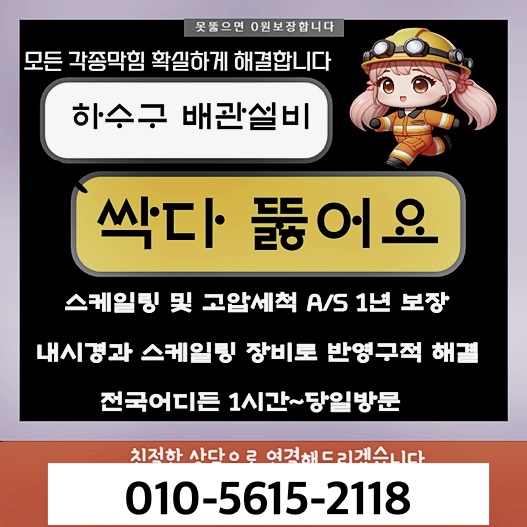 못뚫으면 0원보장합니다
모든 각종막힘 확실하게 해결합니다
하수구 배관설비
싹다 뚫어요
스케일링 및 고압세척 A/S 1년 보장
내시경과 스케일링 장비로 반영구적 해결
전국어디든 1시간~당일방문
친절한 상담으로 연결해드리겠습니다
010-5615-2118